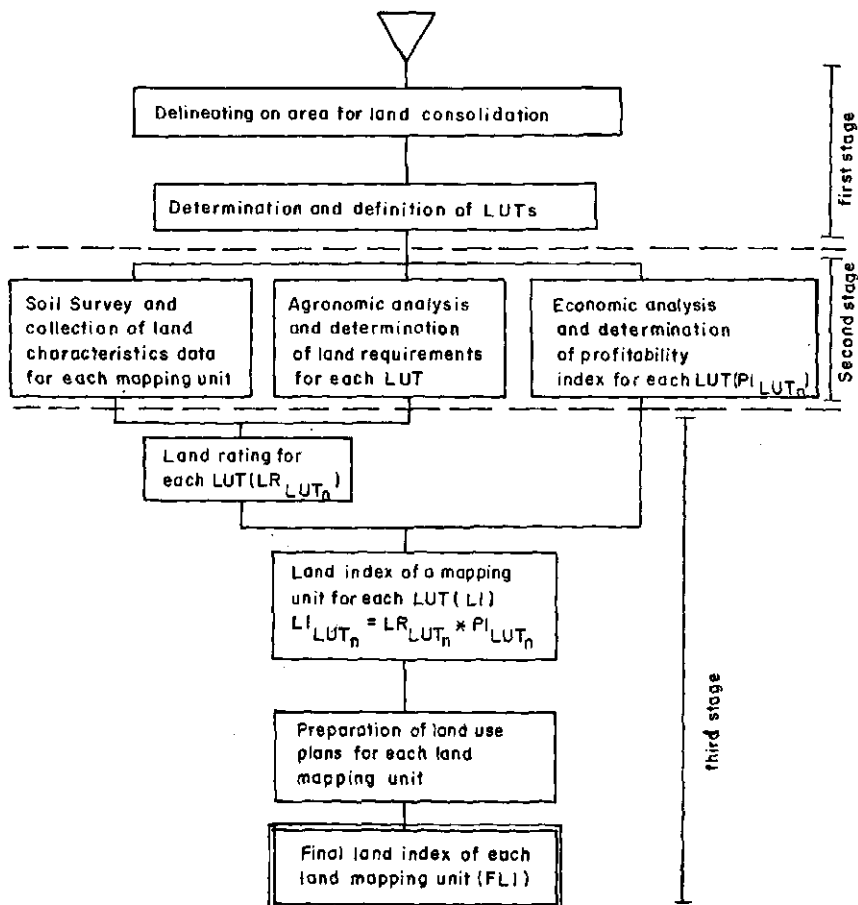 Delineating on area for land consolidation
Determination and definition of LUTs
first stage
Soil Survey and
collection of land
characteristics data
for each mapping unit
Agronomic analysis
and determination
of land requirements
for each LUT
Economic analysis
and determination
of profitability
index for each LUT(PI LUTn)
Second stage
Land rating for
each LUT(LR LUTn)
Land index of a mapping
unit for each LUT(LI)
LI LUTn = LR LUTn * PI LUTn
Preparation of land use
plans for each land
mapping unit
Final land index of each
land mapping unit (FLI)
third stage